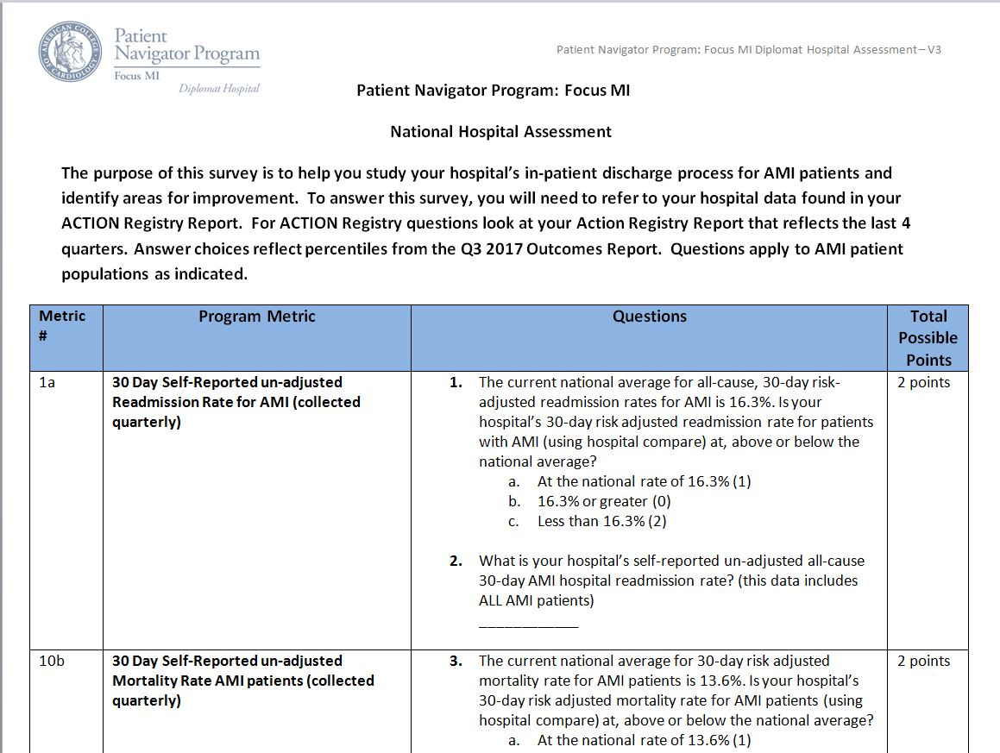 AMERICAN COLLEGE OF CARDIOLOGY
Patient
Navigator Program
Focus MI
Diplomat Hospital
Patient Navigator Program: Focus MI Diplomat Hospital Assessment – V3
Patient Navigator Program: Focus MI
National Hospital Assessment
The purpose of this survey is to help you study your hospital's in-patient discharge process for AMI patients and
identify areas for improvement.  To answer this survey, you will need to refer to your hospital data found in your
ACTION Registry Report.  For ACTION Registry questions look at your Action Registry Report that reflects the last 4
quarters. Answer choices reflect percentiles from the Q3 2017 Outcomes Report.  Questions apply to AMI patient
populations as indicated.
Metric
#
Program Metric
Questions
Total
Possible
Points
1a
30 Day Self-Reported un-adjusted
Readmission Rate for AMI (collected
quarterly)
1. The current national average for all-cause, 30-day risk-
adjusted readmission rates for AMI is 16.3%. Is your
hospital's 30-day risk adjusted readmission rate for patients
with AMI (using hospital compare) at, above or below the
national average?
a. At the national rate of 16.3% (1)
b. 16.3% or greater (0)
c. Less than 16.3% (2)
2. What is your hospital's self-reported un-adjusted all-cause
30-day AMI hospital readmission rate? (this data includes
ALL AMI patients)
_____________
2 points
10b
30 Day Self-Reported un-adjusted
Mortality Rate AMI patients (collected
quarterly)
3. The current national average for 30-day risk adjusted
mortality rate for AMI patients is 13.6%. Is your hospital's
30-day risk adjusted mortality rate for AMI patients (using
hospital compare) at, above or below the national average?
a. At the national rate of 13.6% (1)
2 points